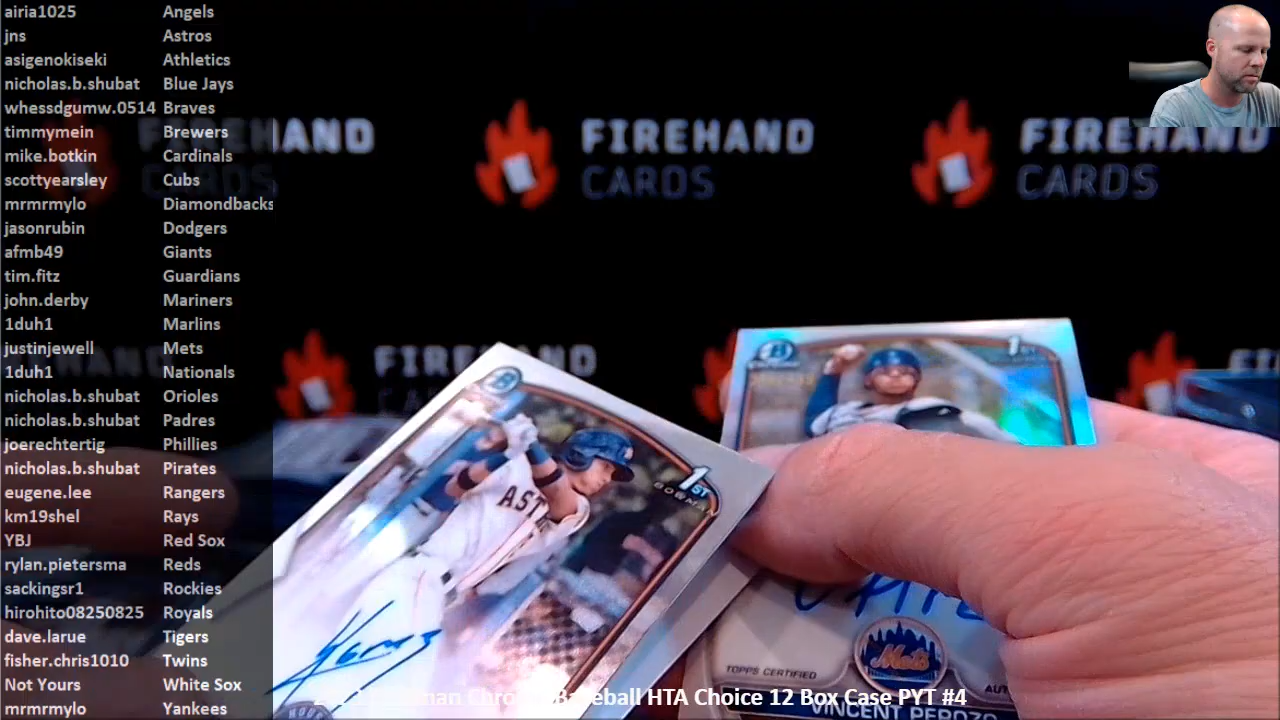 airia1025 Angels
jns Astros
asigenokiseki Athletics
nicholas.b.shubat Blue Jays
whessdgumw.0514 Braves
timmymein Brewers
mike.botkin Cardinals
scottyearsley Cubs
mrmrmylo Diamondbacks
jasonrubin Dodgers
afmb49 Giants
tim.fitz Guardians
john.derby Mariners
1duh1 Marlins
justinjewell Mets
1duh1 Nationals
nicholas.b.shubat Orioles
nicholas.b.shubat Padres
joerechtertig Phillies
nicholas.b.shubat Pirates
eugene.lee Rangers
km19shel Rays
YBJ Red Sox
rylan.pietersma Reds
sackingsr1 Rockies
hirohito08250825 Royals
dave.larue Tigers
fisher.chris1010 Twins
Not Yours White Sox
mrmrmylo Yankees
FIREHAND
CARDS
FIREHAND
CARDS
FIREHAND
CARDS
HAND
1ST
BOWMAN
AST
1ST
Mets
TOPPS CERTIFIED
VINCENT PEROZO
Baseball HTA Choice 12 Box Case PYT #4